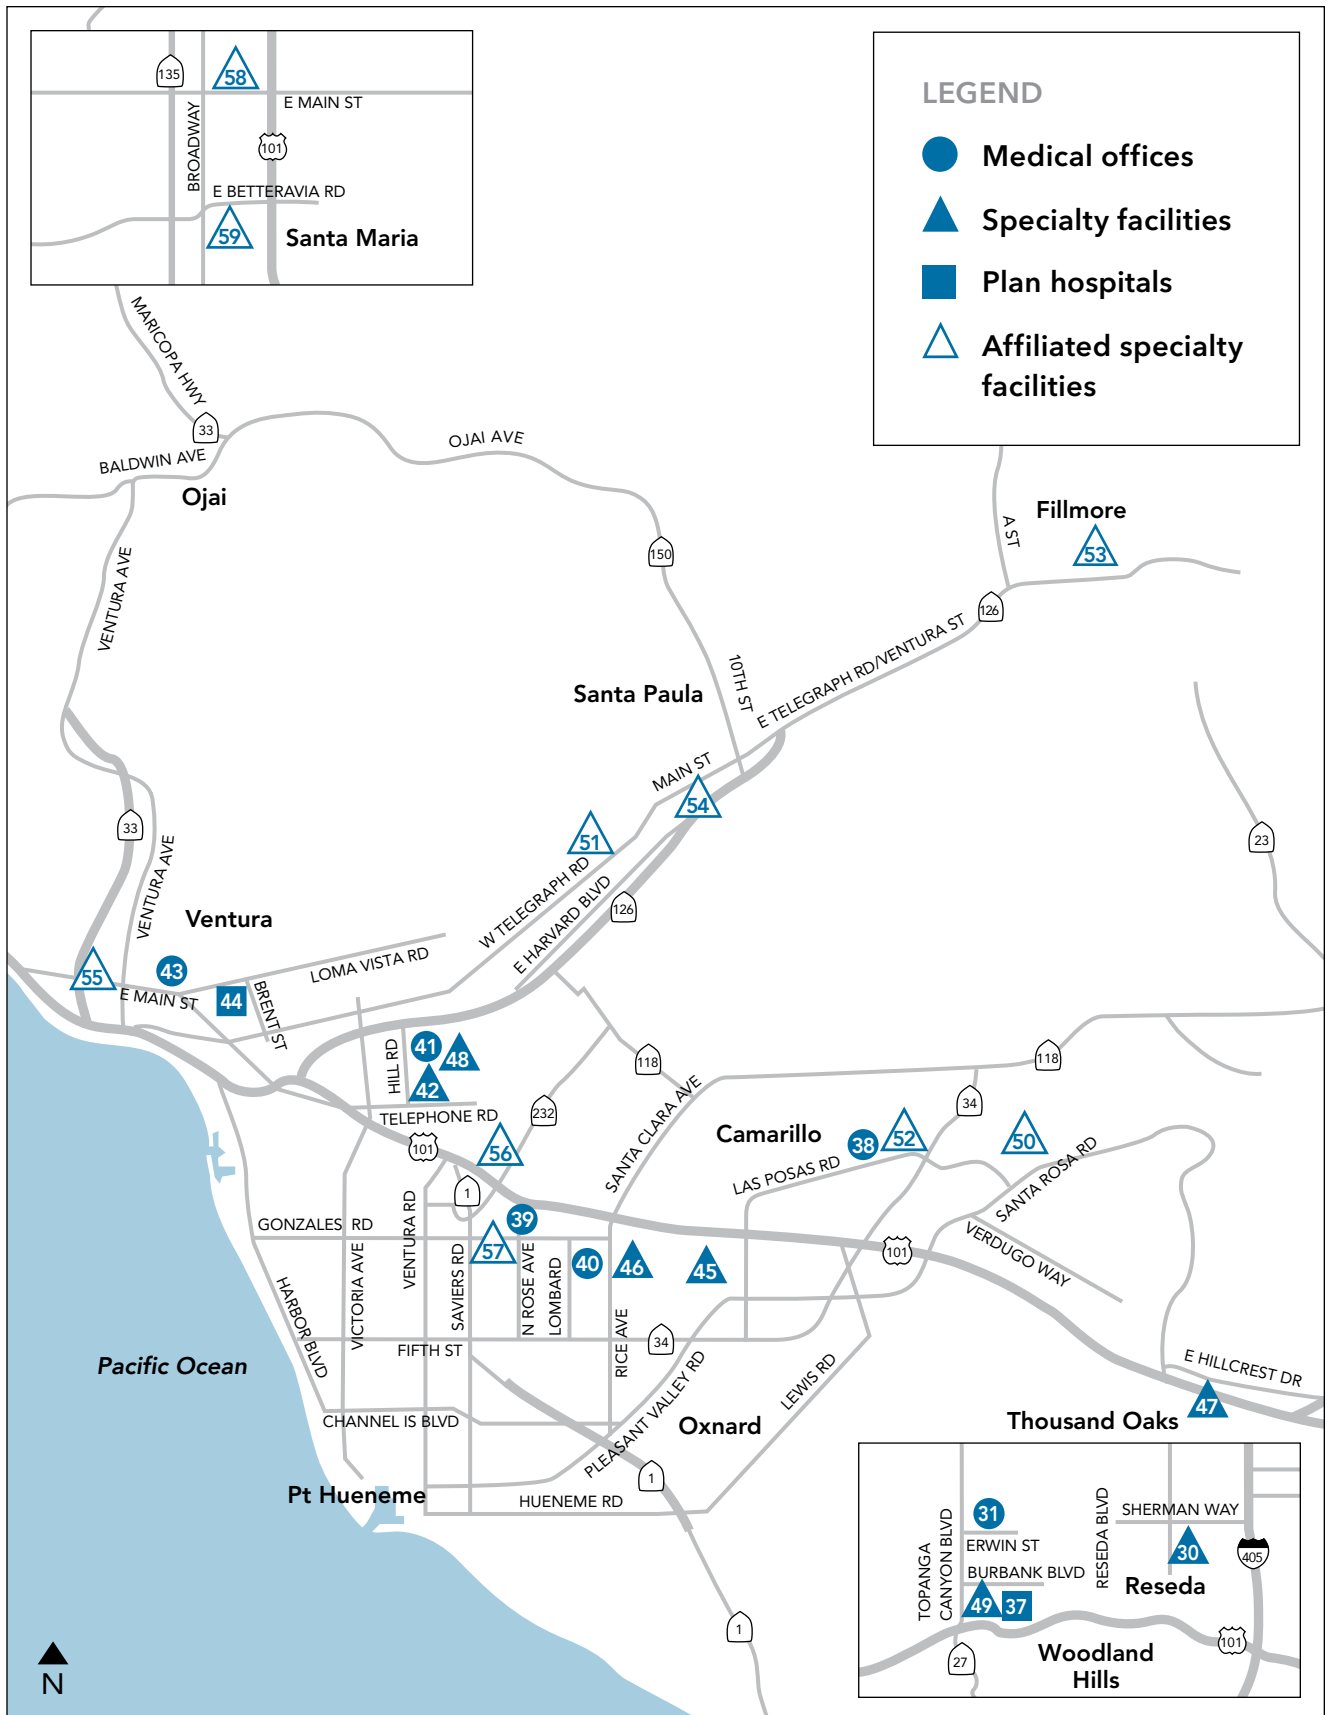 135
58
E MAIN ST
BROADWAY
101
E BETTERAVIA RD
59
Santa Maria
LEGEND
Medical offices
Specialty facilities
Plan hospitals
Affiliated specialty
facilities
MARICOPA HWY
33
BALDWIN AVE
OJAI AVE
Ojai
VENTURA AVE
150
A ST
Fillmore
53
126
E TELEGRAPH RD/VENTURA ST
10TH ST
Santa Paula
MAIN ST
54
51
33
VENTURA AVE
W TELEGRAPH RD
E HARVARD BLVD
126
23
Ventura
55
43
E MAIN ST
44
BRENT ST
LOMA VISTA RD
HILL RD
41
48
42
TELEPHONE RD
118
118
232
34
SANTA CLARA AVE
Camarillo
38
52
50
LAS POSAS RD
SANTA ROSA RD
VERDUGO WAY
101
56
1
GONZALES RD
VENTURA RD
39
57
40
46
45
101
HARBOR BLVD
VICTORIA AVE
SAVIERS RD
N ROSE AVE
LOMBARD
RICE AVE
34
FIFTH ST
PLEASANT VALLEY RD
LEWIS RD
E HILLCREST DR
47
Thousand Oaks
Pacific Ocean
CHANNEL IS BLVD
Oxnard
Pt Hueneme
HUENEME RD
1
1
TOPANGA
CANYON BLVD
31
ERWIN ST
BURBANK BLVD
49
37
RESEDA BLVD
SHERMAN WAY
30
405
Reseda
101
27
Woodland
Hills
N